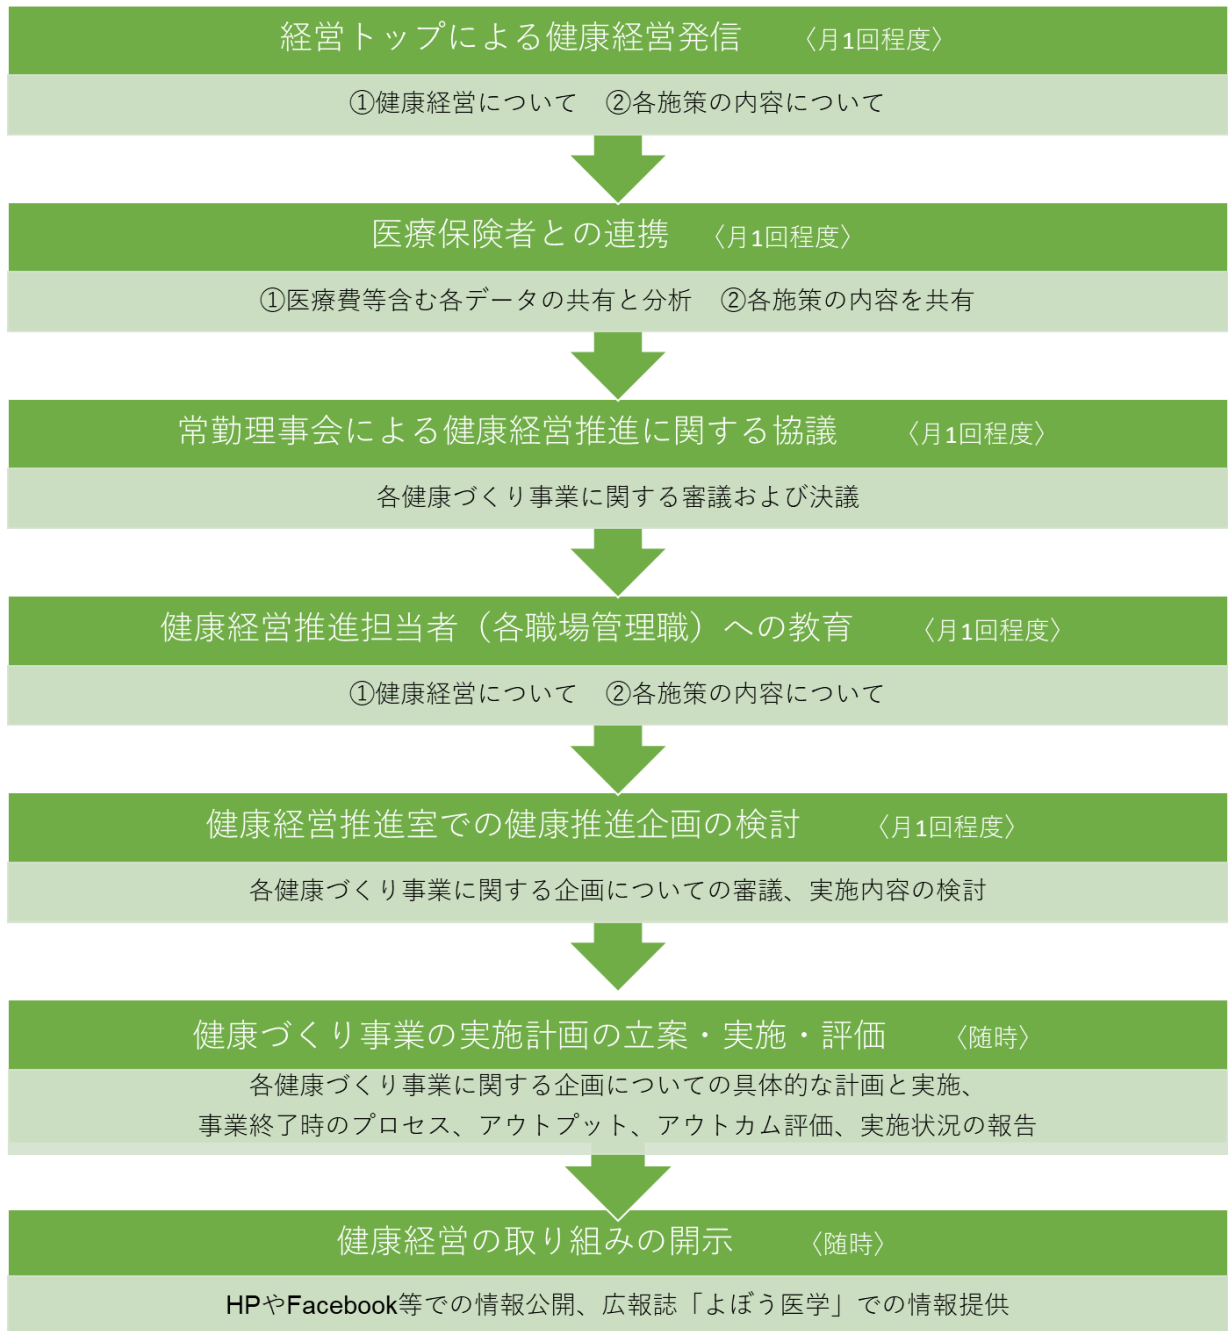 経営トップによる健康経営発信　〈月1回程度〉
①健康経営について　②各施策の内容について
医療保険者との連携　〈月1回程度〉
①医療費等含む各データの共有と分析　②各施策の内容を共有
常勤理事会による健康経営推進に関する協議　〈月1回程度〉
各健康づくり事業に関する審議および決議
健康経営推進担当者（各職場管理職）への教育　〈月1回程度〉
①健康経営について　②各施策の内容について
健康経営推進室での健康推進企画の検討　〈月1回程度〉
各健康づくり事業に関する企画についての審議、実施内容の検討
健康づくり事業の実施計画の立案・実施・評価　〈随時〉
各健康づくり事業に関する企画についての具体的な計画と実施、
事業終了時のプロセス、アウトプット、アウトカム評価、実施状況の報告
健康経営の取り組みの開示　〈随時〉
HPやFacebook等での情報公開、広報誌「よぼう医学」での情報提供